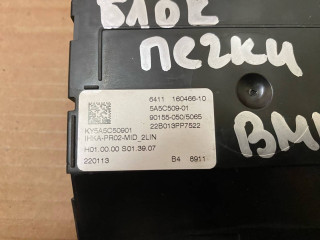 БЛОК
ПЕЧКИ
BM
6411 160466-10
5A5C509-01
90155-050/5065
KY5A5C50901 22B013PP7522
IHKA-PR02-MID_2LIN
H01.00.00 S01.39.07
220113 B4 8911